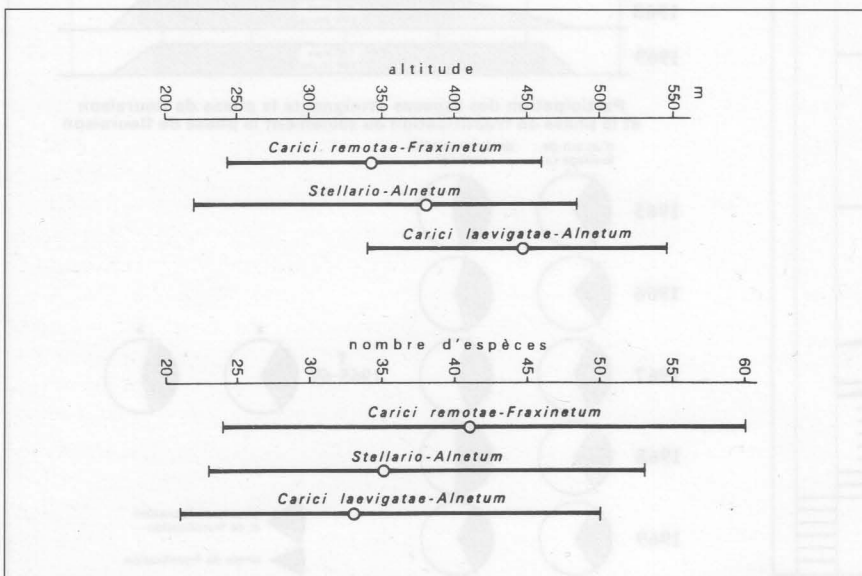 altitude
200 250 300 350 400 450 500 550 m
Carici remotae-Fraxinetum
Stellario-Alnetum
Carici laevigatae-Alnetum
nombre d'espèces
20 25 30 35 40 45 50 55 60
Carici remotae-Fraxinetum
Stellario-Alnetum
Carici laevigatae-Alnetum